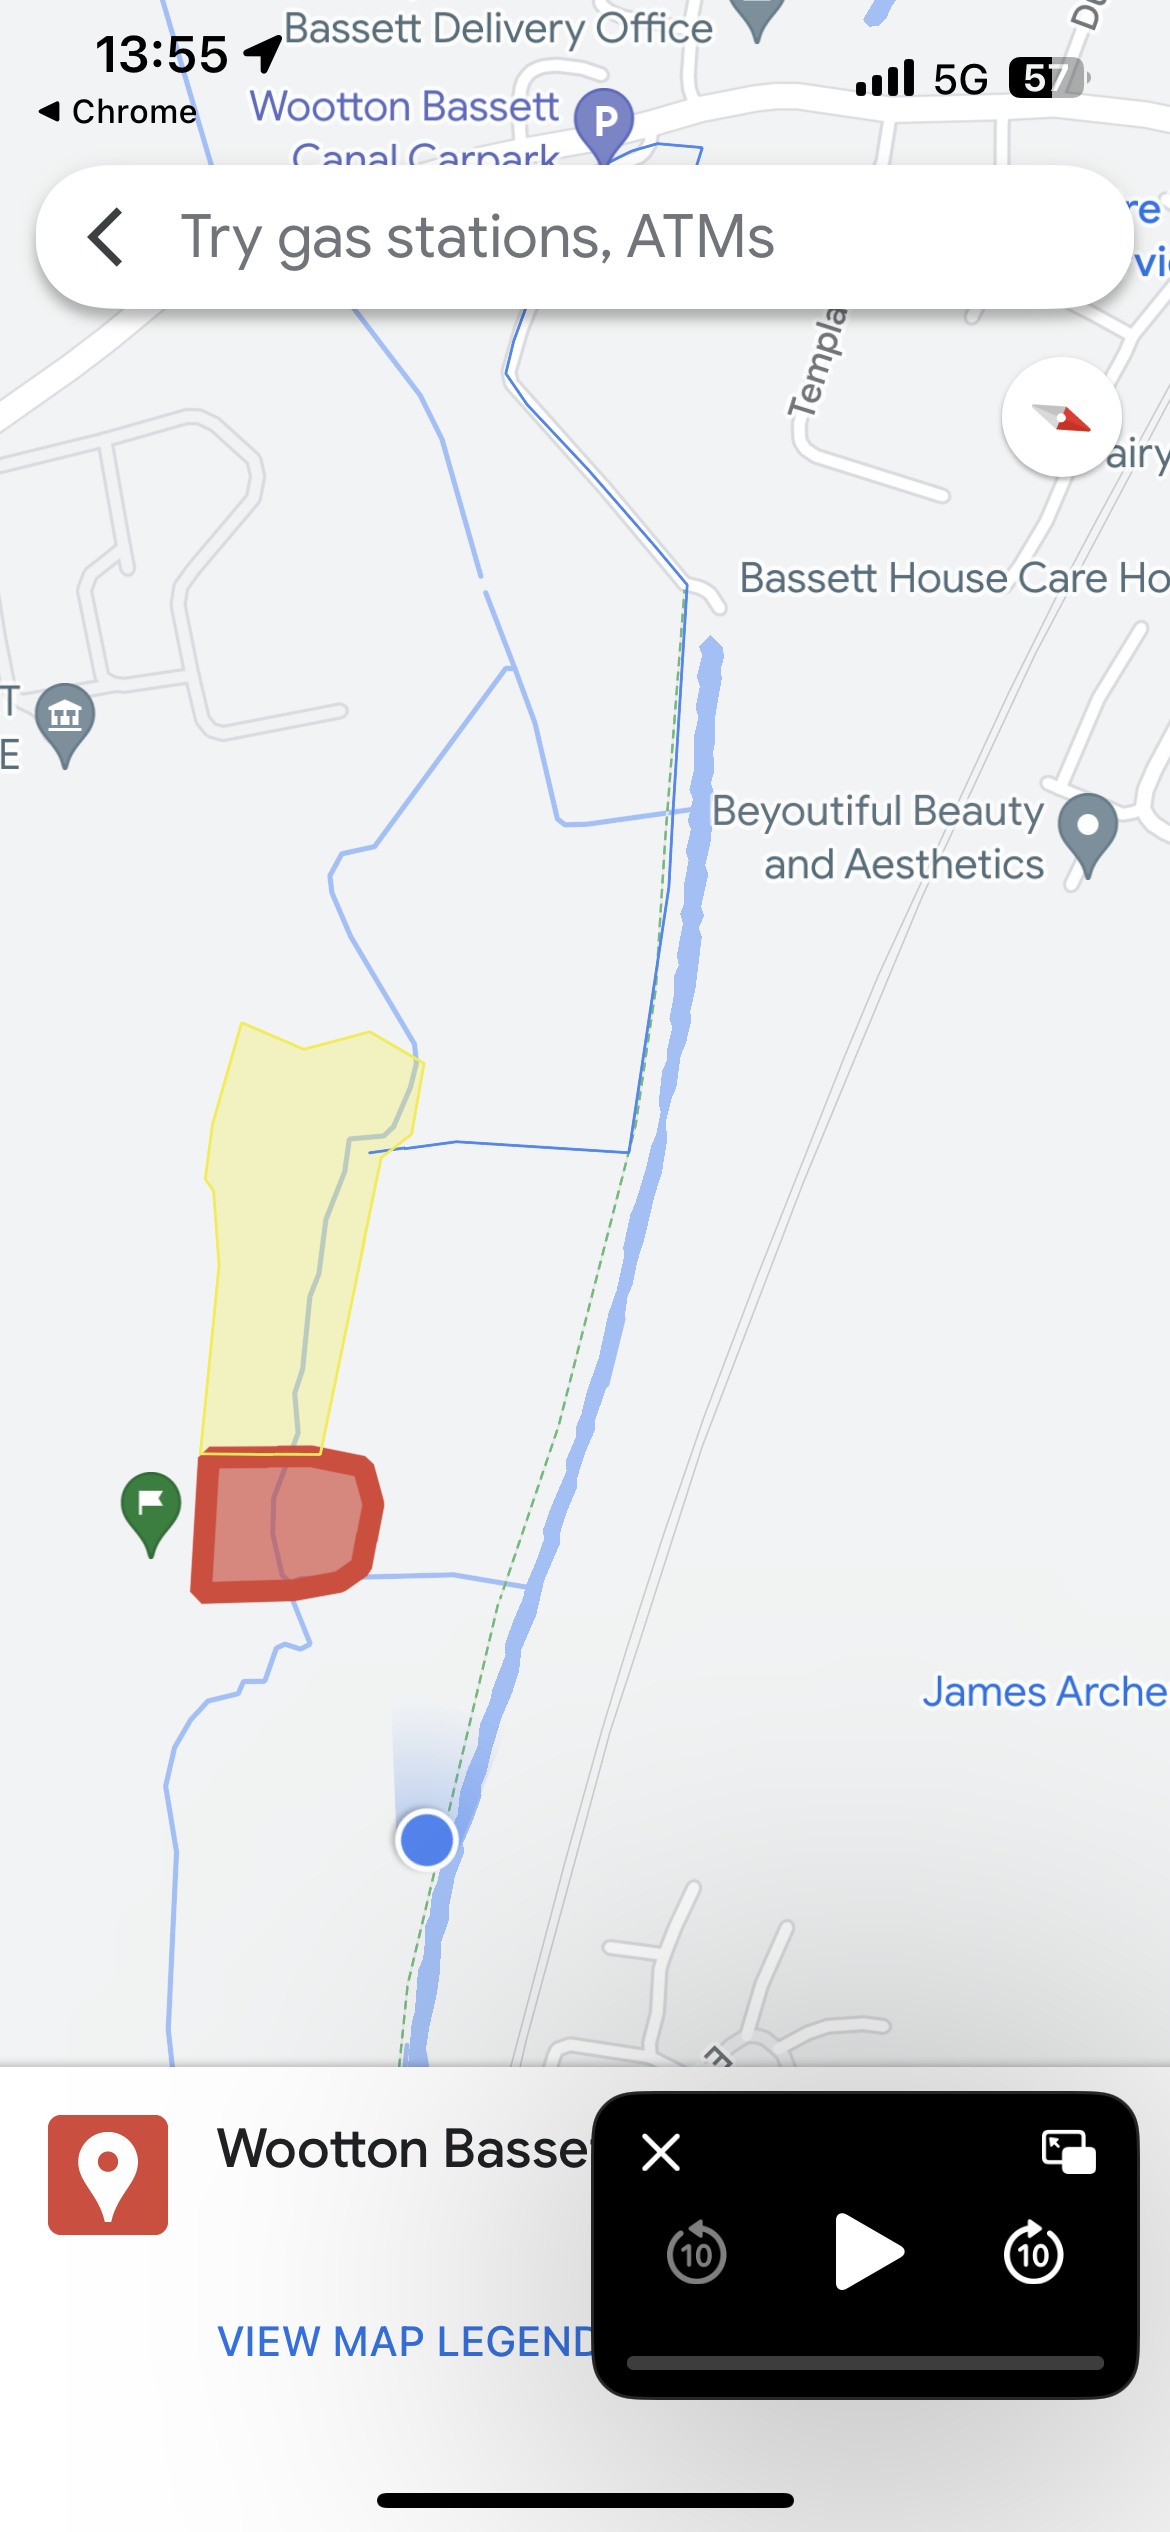 Bassett Delivery Office
13:55
5G 57
Chrome
Wootton Bassett
P
Canal Carpark
Try gas stations, ATMs
Templa
airy
Bassett House Care Ho
T
E
Beyoutiful Beauty
and Aesthetics
James Arche
Wootton Basse
VIEW MAP LEGEND
10
10